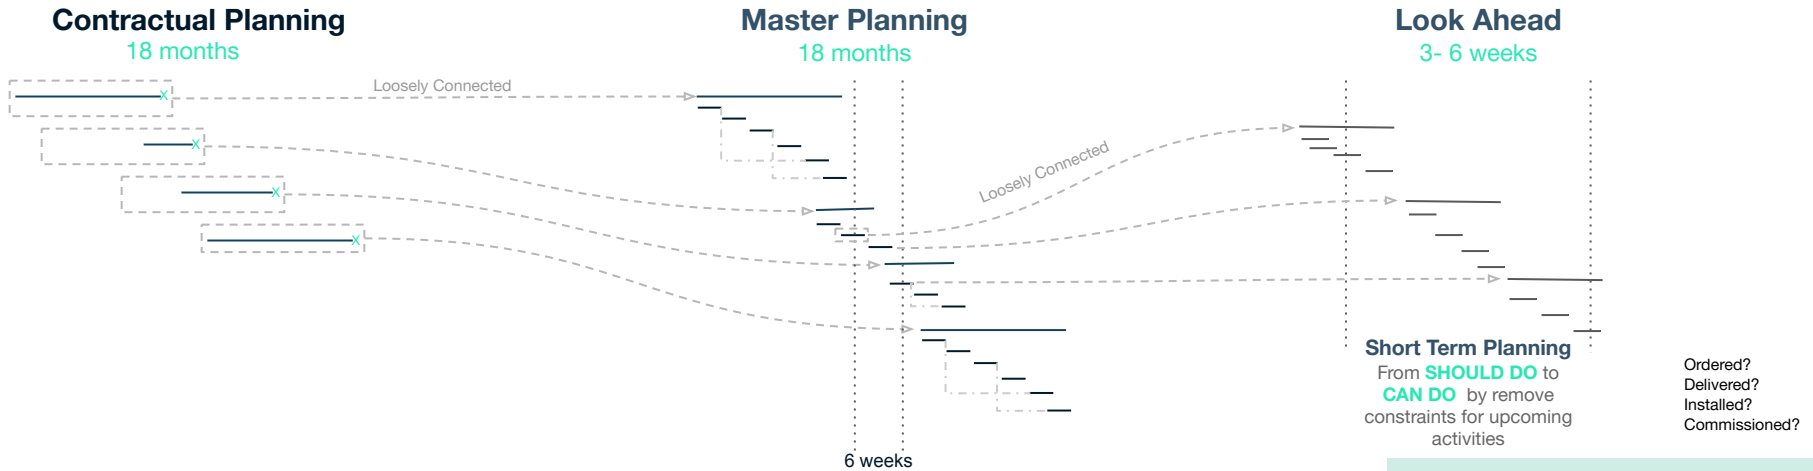 Contractual Planning
18 months
Master Planning
18 months
Look Ahead
3- 6 weeks
Loosely Connected
Loosely Connected
X
X
X
X
6 weeks
Short Term Planning
From SHOULD DO to
CAN DO by remove
constraints for upcoming
activities
Ordered?
Delivered?
Installed?
Commissioned?